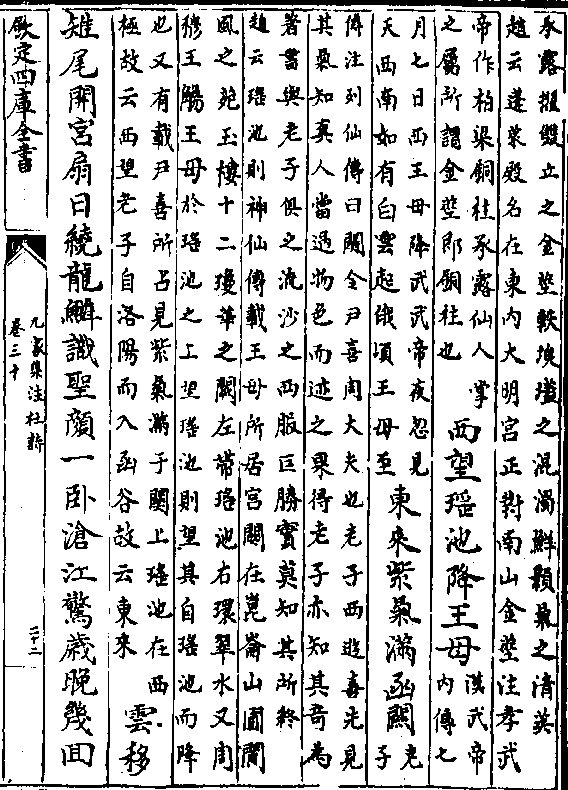 承露擢雙立之金莖軼埃壒之混濁鮮顥氣之清英
趙云蓬萊殿名在東內大明宮正對南山金莖注孝武
帝作柏梁銅柱承露仙人掌
之屬所謂金莖即銅柱也
西望瑶池降王母
漢武帝
內傳七
月七日西王母降武武帝夜忽見
天西南如有白雲起俄頃王母至
東來紫氣滿函關
老
子
傳注列仙傳曰關令尹喜周大夫也老子西遊喜先見
其氣知真人當過物色而迹之果得老子亦知其奇為
著書與老子俱之流沙之西服巨勝實莫知其所終
趙云瑶池則神仙傳載王母所居宮闕在崑崙山圃閬
風之苑玉樓十二瓊華之闕左帶瑶池右環翠水又周
穆王觴王母於瑶池之上望瑶池則望其自瑶池而降
也又有載尹喜所占見紫氣滿于關上瑶池在西
極故云西望老子自洛陽而入函谷故云東來
雲移
雉尾開宮扇日繞龍鱗識聖顔一卧滄江驚歲晚幾回
欽定四庫全書
九家集注杜詩
卷三十
二十二